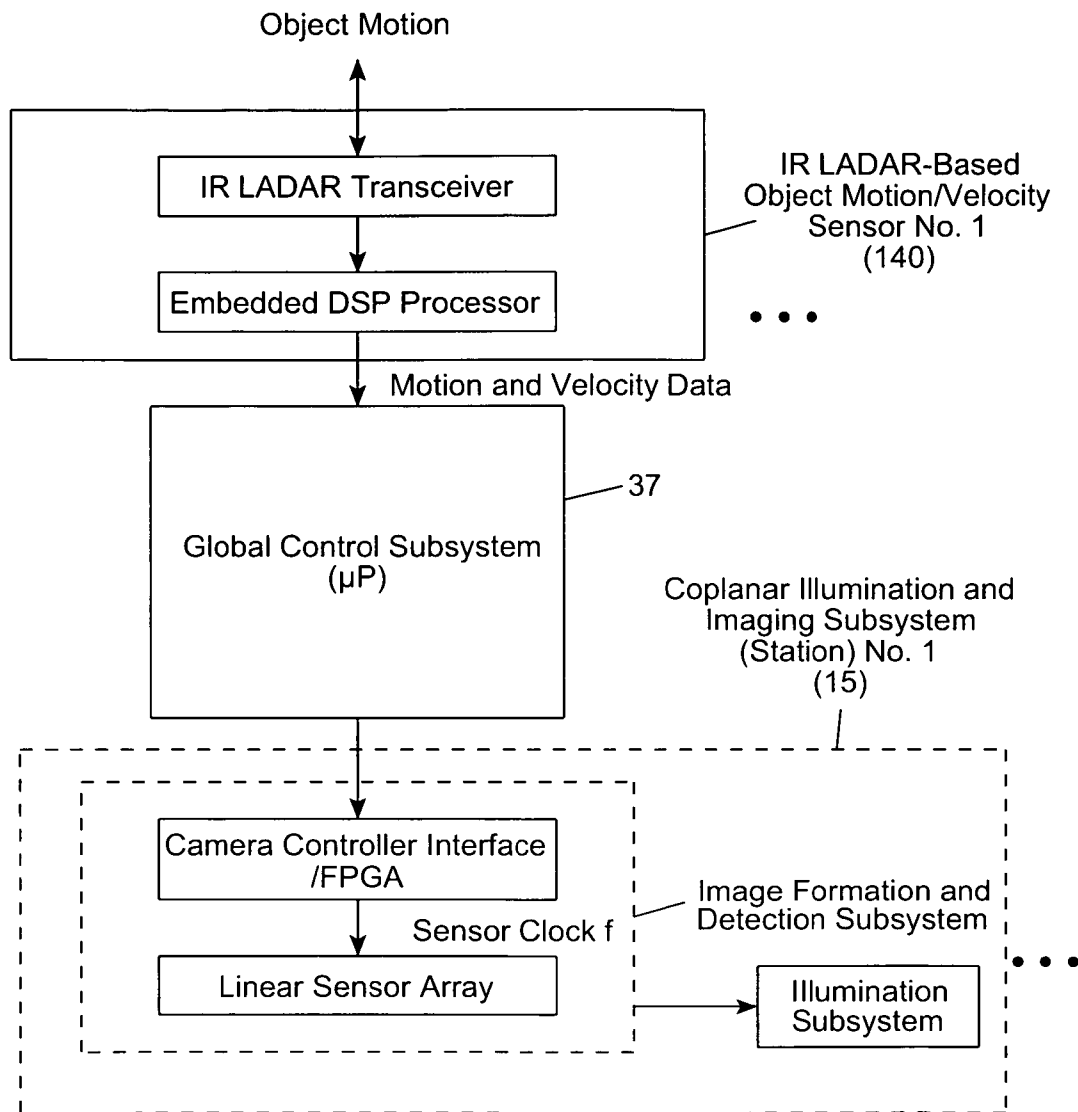 Object Motion
IR LADAR Transceiver
Embedded DSP Processor
IR LADAR-Based
Object Motion/Velocity
Sensor No. 1
(140)
Motion and Velocity Data
Global Control Subsystem
(µP)
37
Coplanar Illumination and
Imaging Subsystem
(Station) No. 1
(15)
Camera Controller Interface
/FPGA
Sensor Clock f
Linear Sensor Array
Image Formation and
Detection Subsystem
Illumination
Subsystem